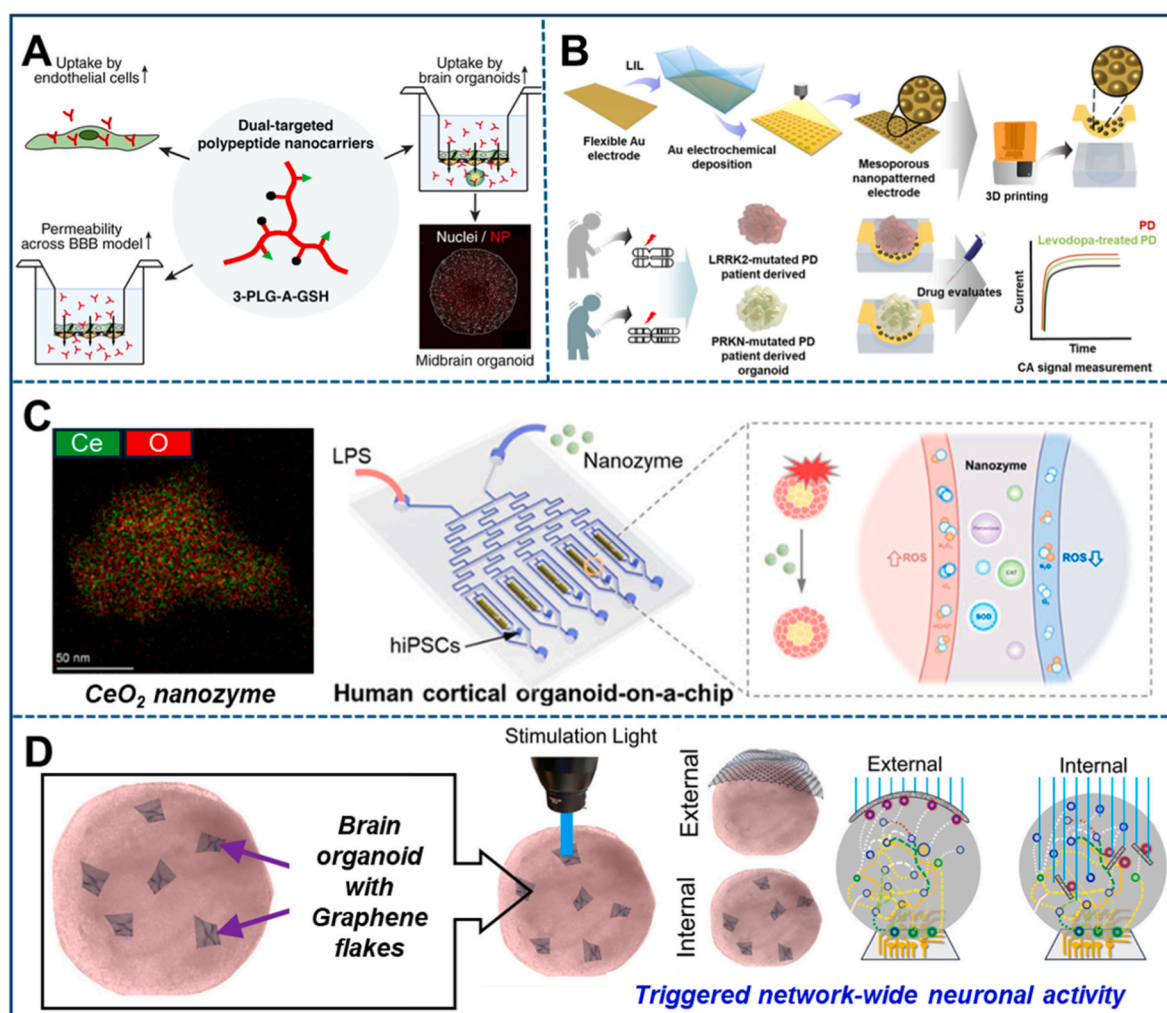 A
Uptake by
endothelial cells
Uptake by
brain organoids
Dual-targeted
polypeptide nanocarriers
Permeability
across BBB model
3-PLG-A-GSH
Nuclei / NP
Midbrain organoid
B
LIL
Flexible Au
electrode
Au electrochemical
deposition
Mesoporous
nanopatterned
electrode
3D printing
LRRK2-mutated PD
patient derived
PRKN-mutated PD
patient derived
organoid
Drug evaluates
PD
Levodopa-treated PD
Current
Time
CA signal measurement
C
Ce
O
50 nm
CeO2 nanozyme
LPS
Nanozyme
hiPSCs
Human cortical organoid-on-a-chip
Nanozyme
Peroxidase
CAT
SOD
ROS
ROS
H2O2
H2O
O2
D
Brain
organoid
with
Graphene
flakes
Stimulation Light
External
Internal
External
Internal
Triggered network-wide neuronal activity